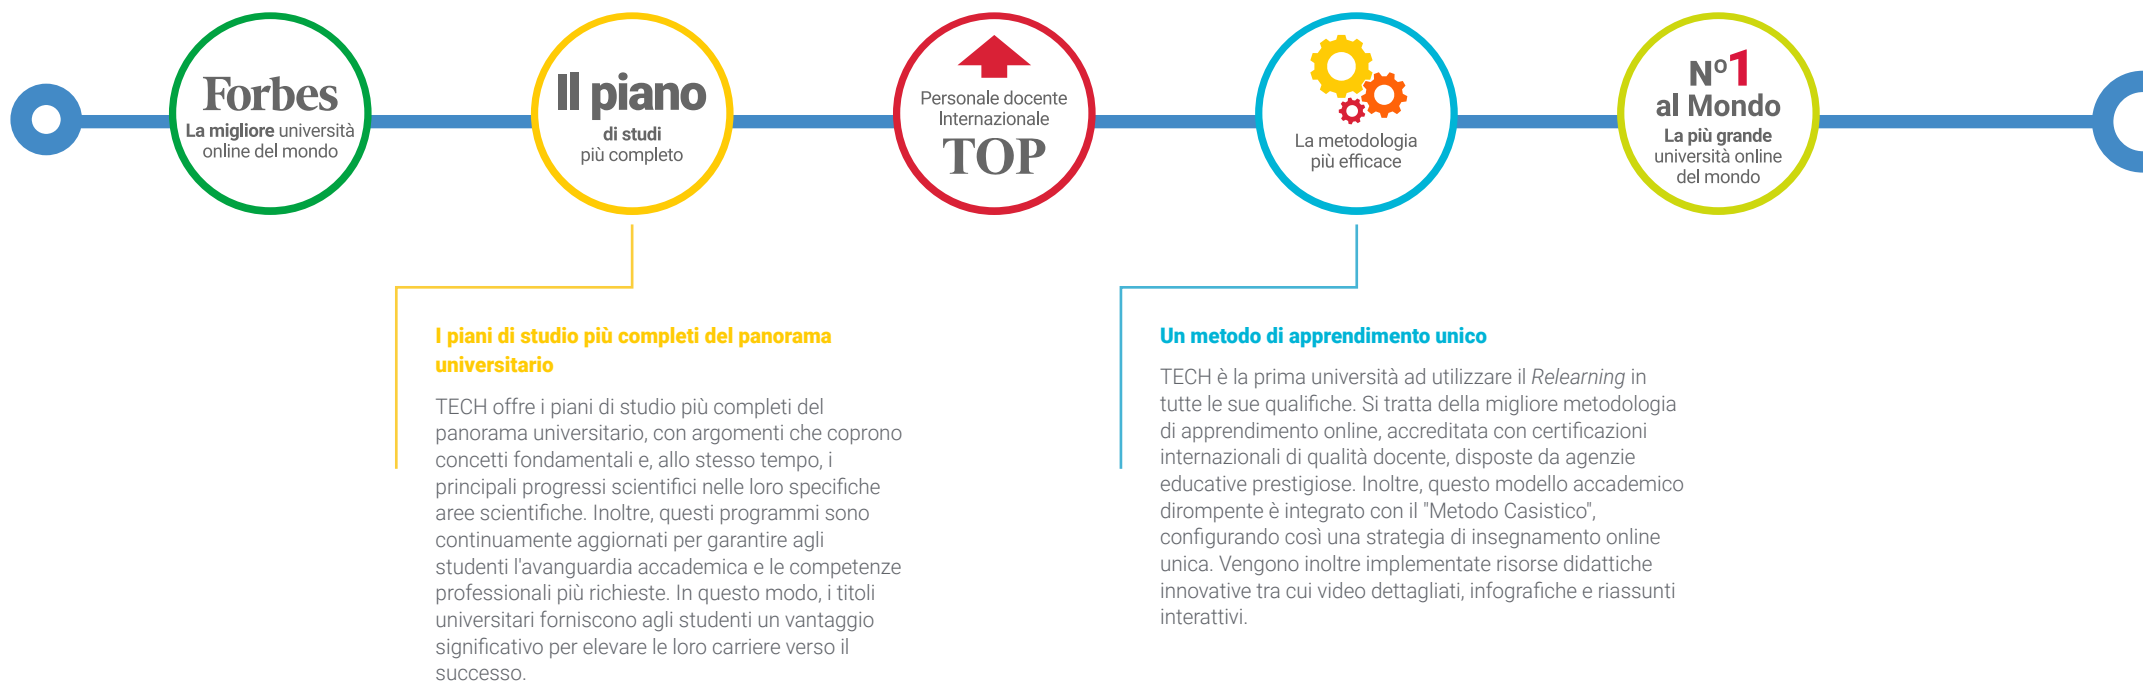 Forbes
La migliore università
online del mondo
Il piano
di studi
più completo
Personale docente
Internazionale
TOP
La metodologia
più efficace
Nº1
al Mondo
La più grande
università online
del mondo
I piani di studio più completi del panorama
universitario
TECH offre i piani di studio più completi del
panorama universitario, con argomenti che coprono
concetti fondamentali e, allo stesso tempo, i
principali progressi scientifici nelle loro specifiche
aree scientifiche. Inoltre, questi programmi sono
continuamente aggiornati per garantire agli
studenti l'avanguardia accademica e le competenze
professionali più richieste. In questo modo, i titoli
universitari forniscono agli studenti un vantaggio
significativo per elevare le loro carriere verso il
successo.
Un metodo di apprendimento unico
TECH è la prima università ad utilizzare il Relearning in
tutte le sue qualifiche. Si tratta della migliore metodologia
di apprendimento online, accreditata con certificazioni
internazionali di qualità docente, disposte da agenzie
educative prestigiose. Inoltre, questo modello accademico
dirompente è integrato con il "Metodo Casistico",
configurando così una strategia di insegnamento online
unica. Vengono inoltre implementate risorse didattiche
innovative tra cui video dettagliati, infografiche e riassunti
interattivi.